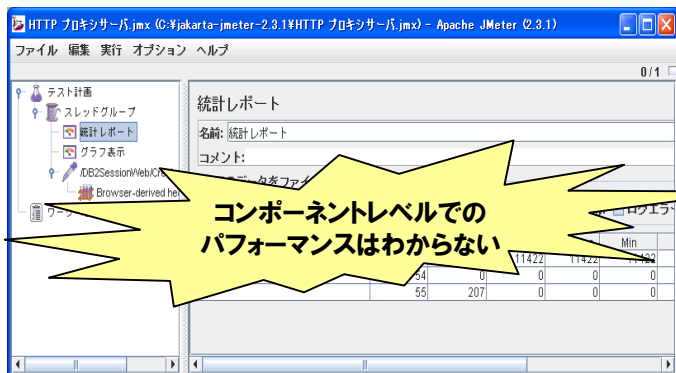 HTTP プロキシサーバ.jmx (C:¥jakarta-jmeter-2.3.1¥HTTP プロキシサーバ.jmx) - Apache JMeter (2.3.1)
ファイル 編集 実行 オプション ヘルプ
0/1
テスト計画
スレッドグループ
統計レポート
グラフ表示
/DB2SessionWeb/Cre
Browser-derived he
統計レポート
名前: 統計レポート
コメント:
コンポーネントレベルでの
パフォーマンスはわからない
Min
11422 11422 11422
54 0 0 0 0
55 207 0 0 0